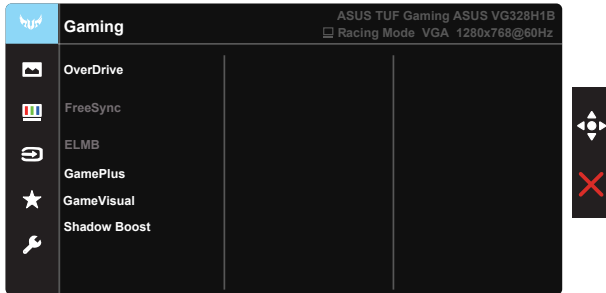 Gaming
ASUS TUF Gaming ASUS VG328H1B
Racing Mode VGA 1280x768@60Hz
OverDrive
FreeSync
ELMB
GamePlus
GameVisual
Shadow Boost